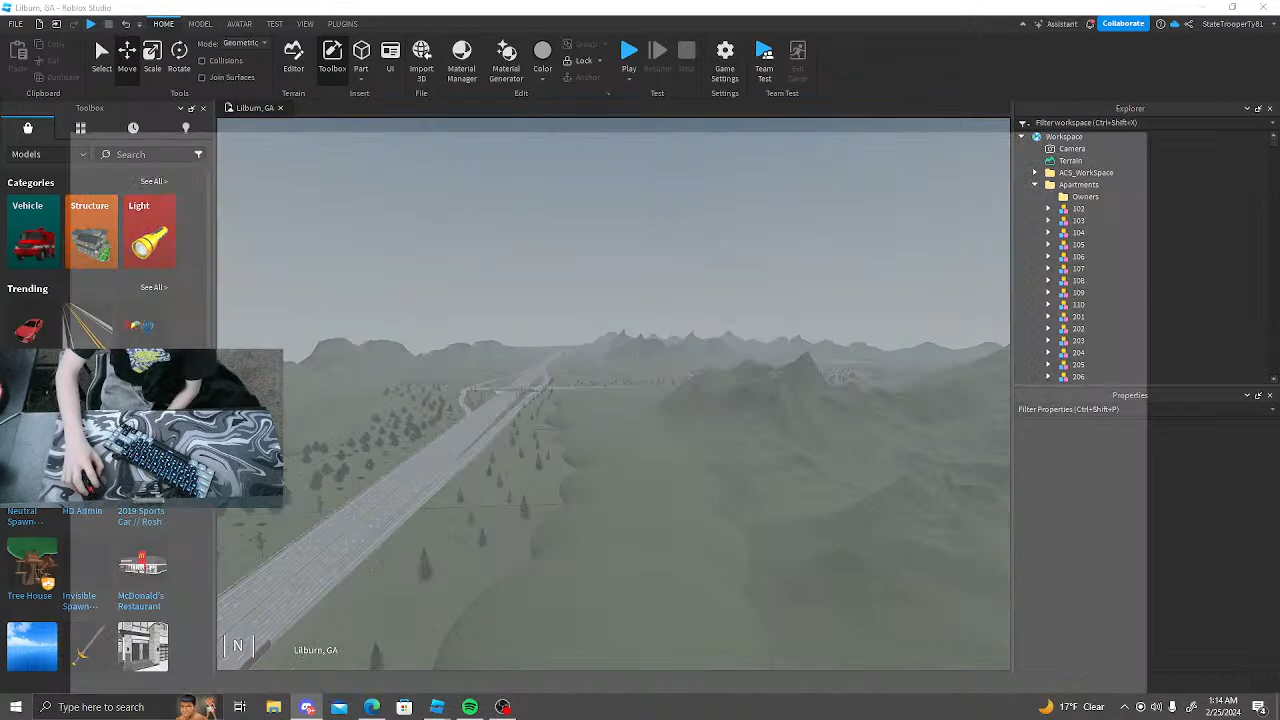 Lilburn, GA - Roblox Studio
FILE
HOME MODEL AVATAR TEST VIEW PLUGINS
Assistant
Collaborate
StateTrooperTy81
Paste
Copy
Cut
Duplicate
Clipboard
Select
Move
Scale
Rotate
Mode: Geometric
Collisions
Join Surfaces
Tools
Editor
Terrain
Toolbox
Part
UI
Insert
Import
3D
File
Material
Manager
Material
Generator
Color
Group
Lock
Anchor
Edit
Play
Resume
Stop
Test
Game
Settings
Settings
Team
Test
Exit
Game
Team Test
Toolbox
Lilburn, GA
Explorer
Filter workspace (Ctrl+Shift+X)
Models
Search
Categories
See All >
Vehicle
Structure
Light
Trending
See All >
Neutral
Spawn...
HD Admin
2019 Sports
Car // Rosh
Tree House
Invisible
Spawn...
McDonald's
Restaurant
N
Lilburn, GA
Workspace
Camera
Terrain
ACS_WorkSpace
Apartments
Owners
102
103
104
105
106
107
108
109
110
201
202
203
204
205
206
Properties
Filter Properties (Ctrl+Shift+P)
Type here to search
17°F Clear
1:14 AM
2/25/2024